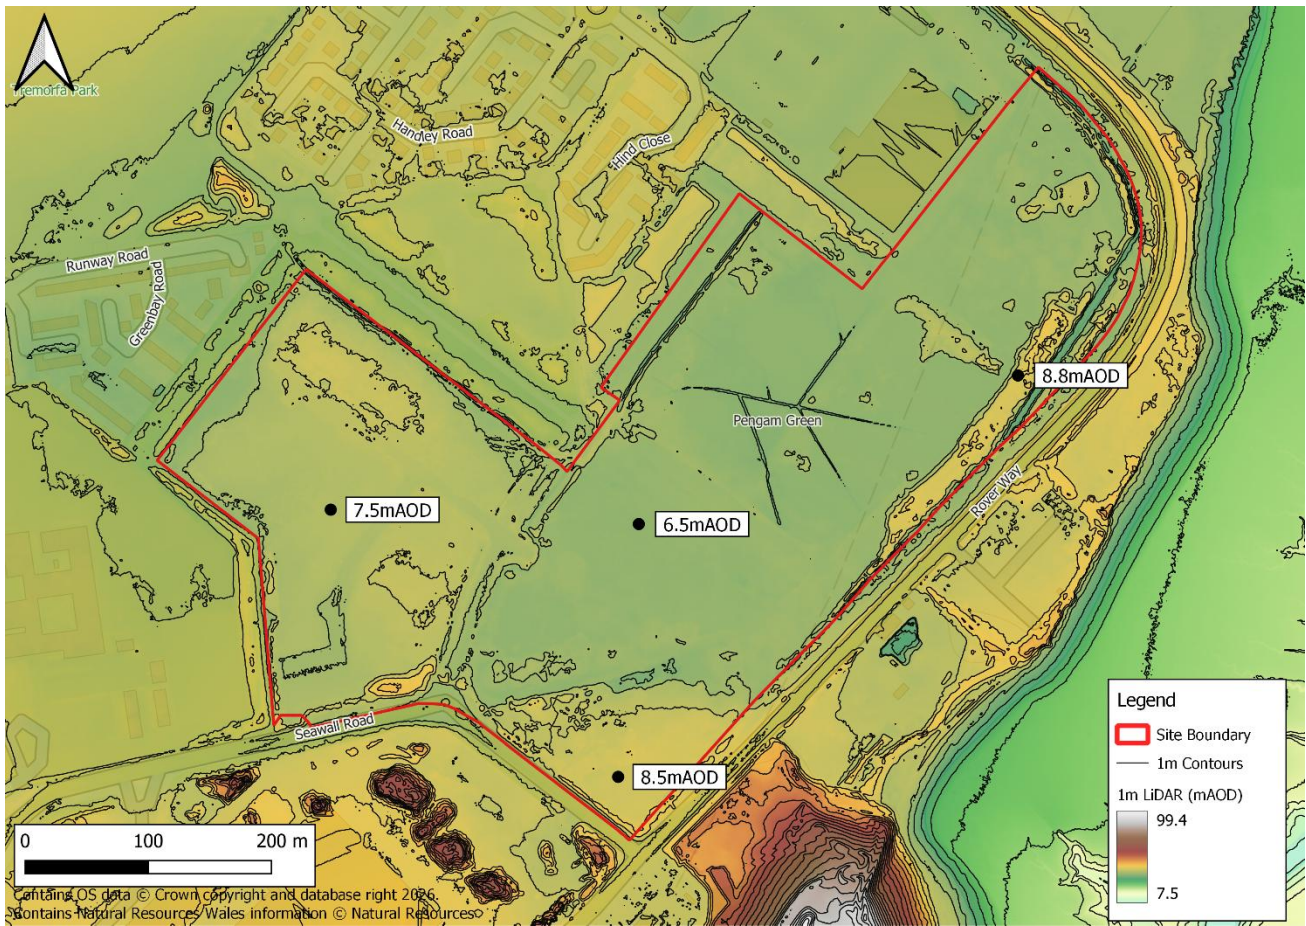 Tremorfa Park
Handley Road
Hind Close
Runway Road
Greenbay Road
8.8mAOD
Pengam Green
Rover Way
7.5mAOD
6.5mAOD
Seawall Road
8.5mAOD
Legend
Site Boundary
1m Contours
1m LiDAR (mAOD)
99.4
7.5
0 100 200 m
Contains OS data © Crown copyright and database right 2026.
Contains Natural Resources Wales information © Natural Resources